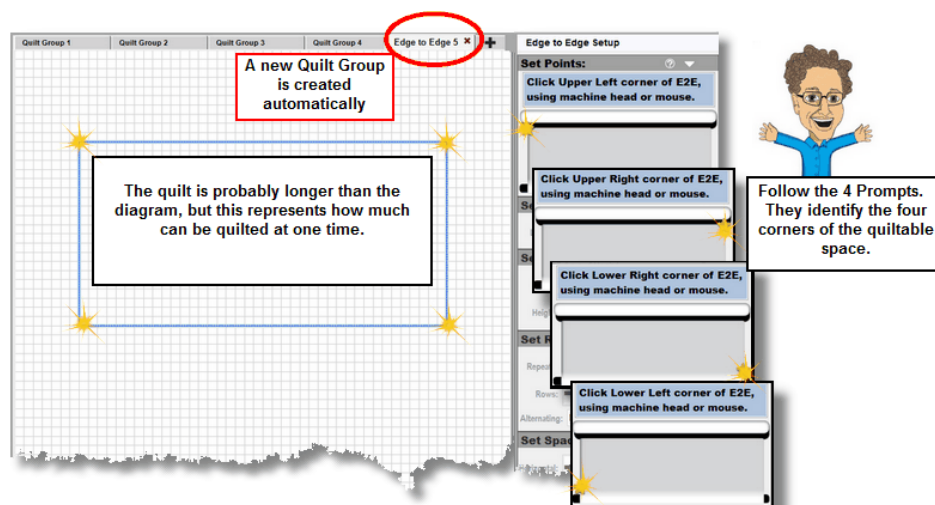 Quilt Group 1
Quilt Group 2
Quilt Group 3
Quilt Group 4
Edge to Edge 5
A new Quilt Group
is created
automatically
The quilt is probably longer than the
diagram, but this represents how much
can be quilted at one time.
Edge to Edge Setup
Set Points:
Click Upper Left corner of E2E,
using machine head or mouse.
Click Upper Right corner of E2E,
using machine head or mouse.
Click Lower Right corner of E2E,
using machine head or mouse.
Set R
Repea
Rows:
Alternating:
Click Lower Left corner of E2E,
using machine head or mouse.
Set Spac
Follow the 4 Prompts.
They identify the four
corners of the quiltable
space.